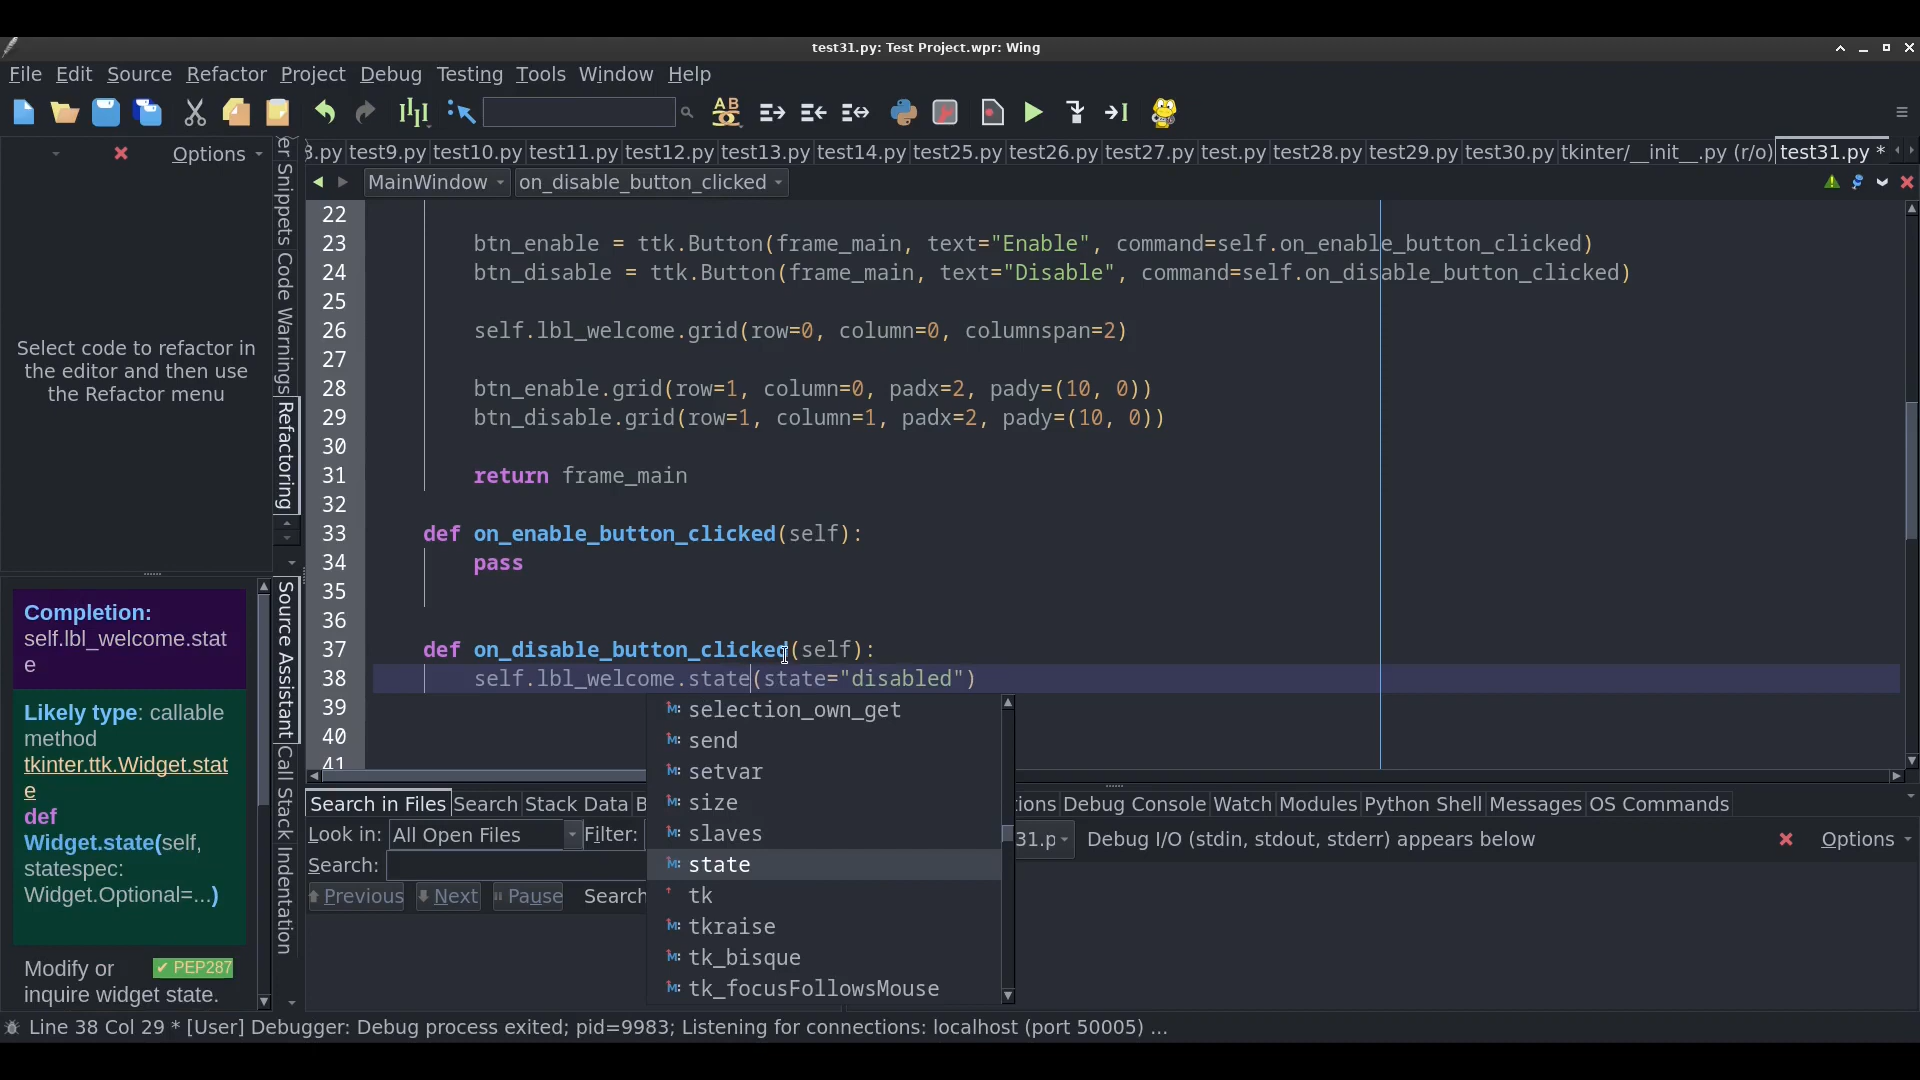 test31.py: Test Project.wpr: Wing
File Edit Source Refactor Project Debug Testing Tools Window Help
Options
3.py test9.py test10.py test11.py test12.py test13.py test14.py test25.py test26.py test27.py test.py test28.py test29.py test30.py tkinter/__init__.py (r/o) test31.py *
MainWindow on_disable_button_clicked
Select code to refactor in
the editor and then use
the Refactor menu
er Snippets Code Warnings Refactoring
22
23 btn_enable = ttk.Button(frame_main, text="Enable", command=self.on_enable_button_clicked)
24 btn_disable = ttk.Button(frame_main, text="Disable", command=self.on_disable_button_clicked)
25
26 self.lbl_welcome.grid(row=0, column=0, columnspan=2)
27
28 btn_enable.grid(row=1, column=0, padx=2, pady=(10, 0))
29 btn_disable.grid(row=1, column=1, padx=2, pady=(10, 0))
30
31 return frame_main
32
33 def on_enable_button_clicked(self):
34 pass
35
36
37 def on_disable_button_clicked(self):
38 self.lbl_welcome.state(state="disabled")
39
40
41
selection_own_get
send
setvar
size
slaves
state
tk
tkraise
tk_bisque
tk_focusFollowsMouse
Completion:
self.lbl_welcome.stat
e
Likely type: callable
method
tkinter.ttk.Widget.stat
e
def
Widget.state(self,
statespec:
Widget.Optional=...)
Modify or ✔ PEP287
inquire widget state.
Source Assistant Call Stack Indentation
Search in Files Search Stack Data B
ions Debug Console Watch Modules Python Shell Messages OS Commands
Look in: All Open Files Filter:
31.p Debug I/O (stdin, stdout, stderr) appears below Options
Search:
Previous Next Pause Search
Line 38 Col 29 * [User] Debugger: Debug process exited; pid=9983; Listening for connections: localhost (port 50005) ...